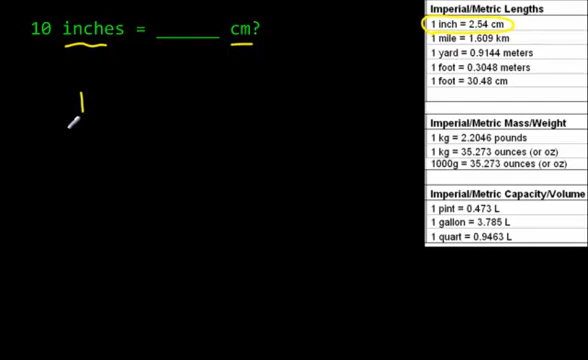 10 inches = ______ cm?
1
Imperial/Metric Lengths
1 inch = 2.54 cm
1 mile = 1.609 km
1 yard = 0.9144 meters
1 foot = 0.3048 meters
1 foot = 30.48 cm
Imperial/Metric Mass/Weight
1 kg = 2.2046 pounds
1 kg = 35.273 ounces (or oz)
1000g = 35.273 ounces (or oz)
Imperial/Metric Capacity/Volume
1 pint = 0.473 L
1 gallon = 3.785 L
1 quart = 0.9463 L